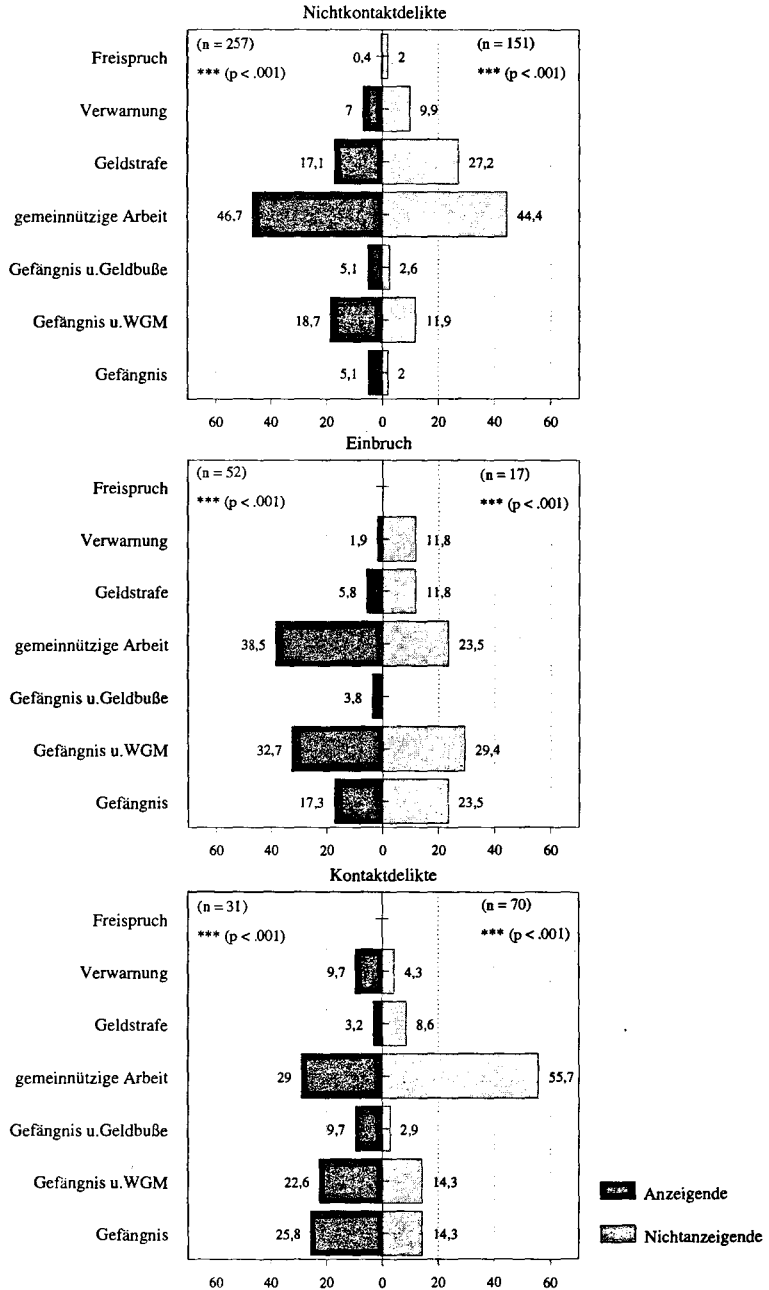 Nichtkontaktdelikte
(n = 257) (n = 151)
Freispruch 0,4 2
*** (p < .001) *** (p < .001)
Verwarnung 7 9,9
Geldstrafe 17,1 27,2
gemeinnützige Arbeit 46,7 44,4
Gefängnis u.Geldbuße 5,1 2,6
Gefängnis u.WGM 18,7 11,9
Gefängnis 5,1 2
60 40 20 0 20 40 60
Einbruch
(n = 52) (n = 17)
Freispruch
*** (p < .001) *** (p < .001)
Verwarnung 1,9 11,8
Geldstrafe 5,8 11,8
gemeinnützige Arbeit 38,5 23,5
Gefängnis u.Geldbuße 3,8
Gefängnis u.WGM 32,7 29,4
Gefängnis 17,3 23,5
60 40 20 0 20 40 60
Kontaktdelikte
(n = 31) (n = 70)
Freispruch
*** (p < .001) *** (p < .001)
Verwarnung 9,7 4,3
Geldstrafe 3,2 8,6
gemeinnützige Arbeit 29 55,7
Gefängnis u.Geldbuße 9,7 2,9
Gefängnis u.WGM 22,6 14,3
Anzeigende
Gefängnis 25,8 14,3
Nichtanzeigende
60 40 20 0 20 40 60